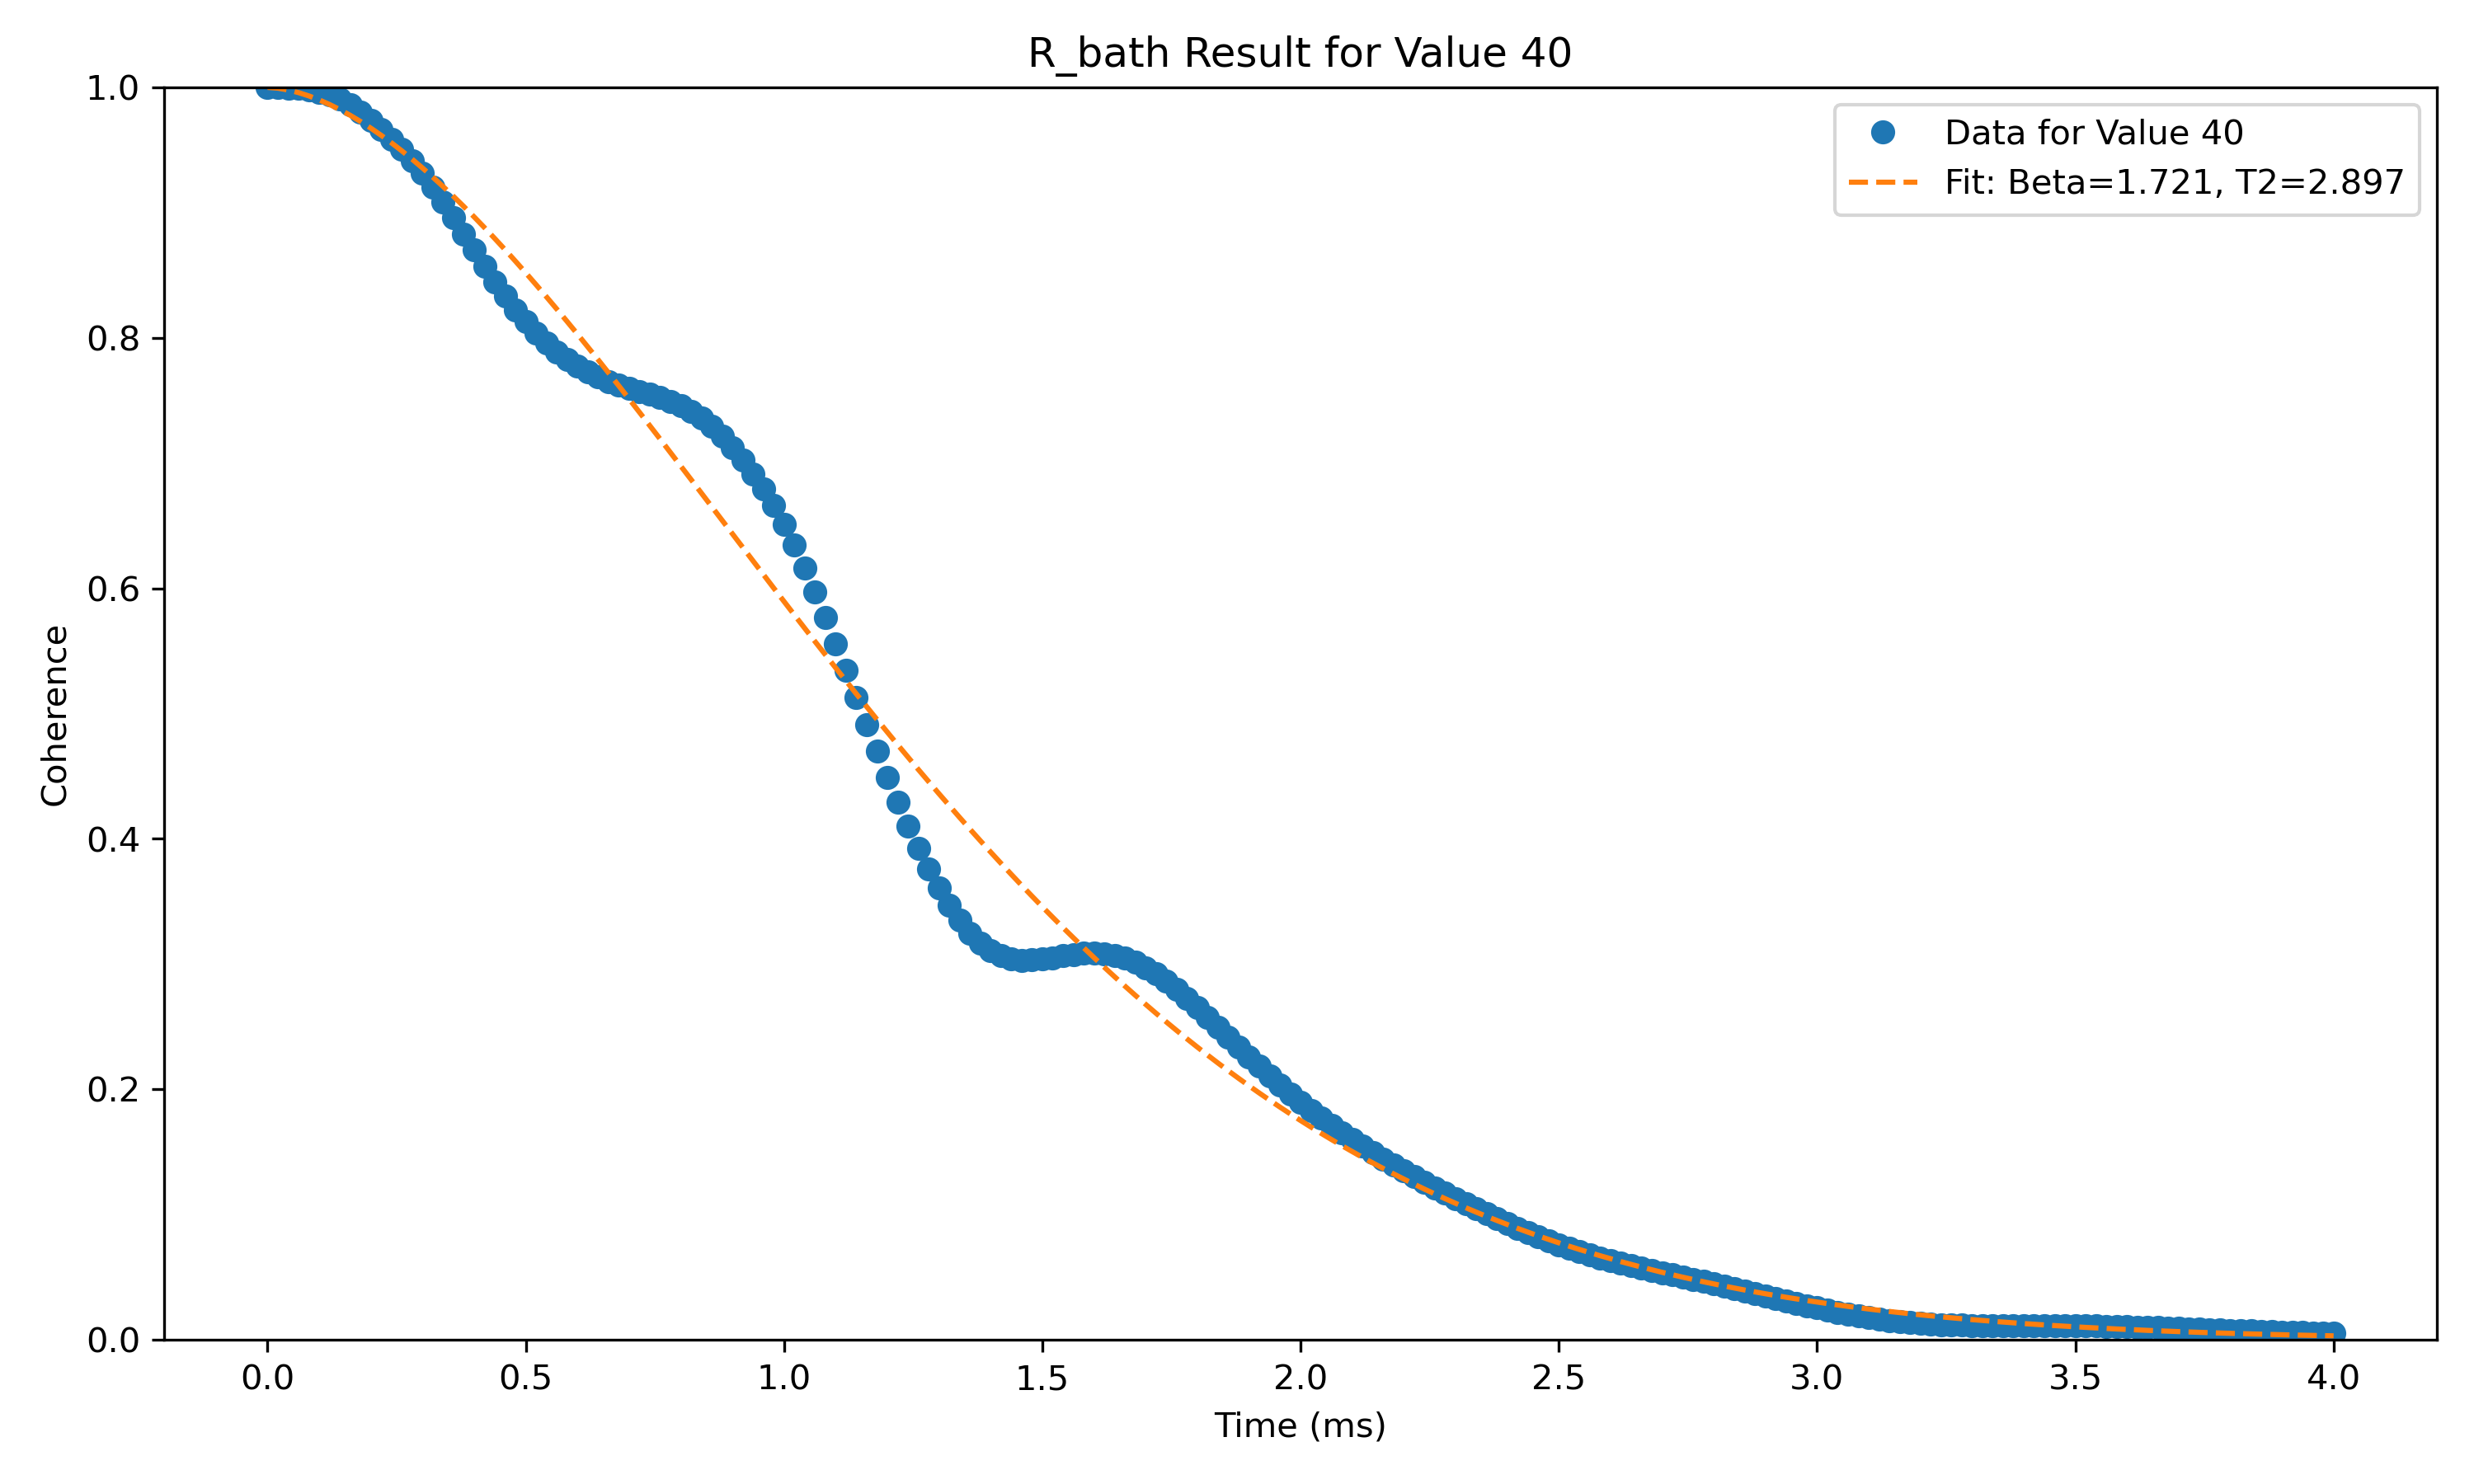 R_bath Result for Value 40
Data for Value 40
Fit: Beta=1.721, T2=2.897
Coherence
1.0
0.8
0.6
0.4
0.2
0.0
0.0 0.5 1.0 1.5 2.0 2.5 3.0 3.5 4.0
Time (ms)